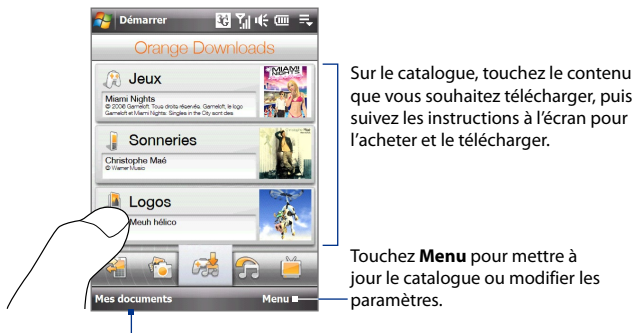 Démarrer
Orange Downloads
Jeux
Miami Nights
© 2006 Gameloft. Tous droits réservés. Gameloft, le logo
Gameloft et Miami Nights: Singles in the City sont des
MIAMI
NIGHTS
Sonneries
Christophe Maé
© Warner Music
Logos
Meuh hélico
Mes documents
Menu
Sur le catalogue, touchez le contenu
que vous souhaitez télécharger, puis
suivez les instructions à l’écran pour
l’acheter et le télécharger.
Touchez Menu pour mettre à
jour le catalogue ou modifier les
paramètres.